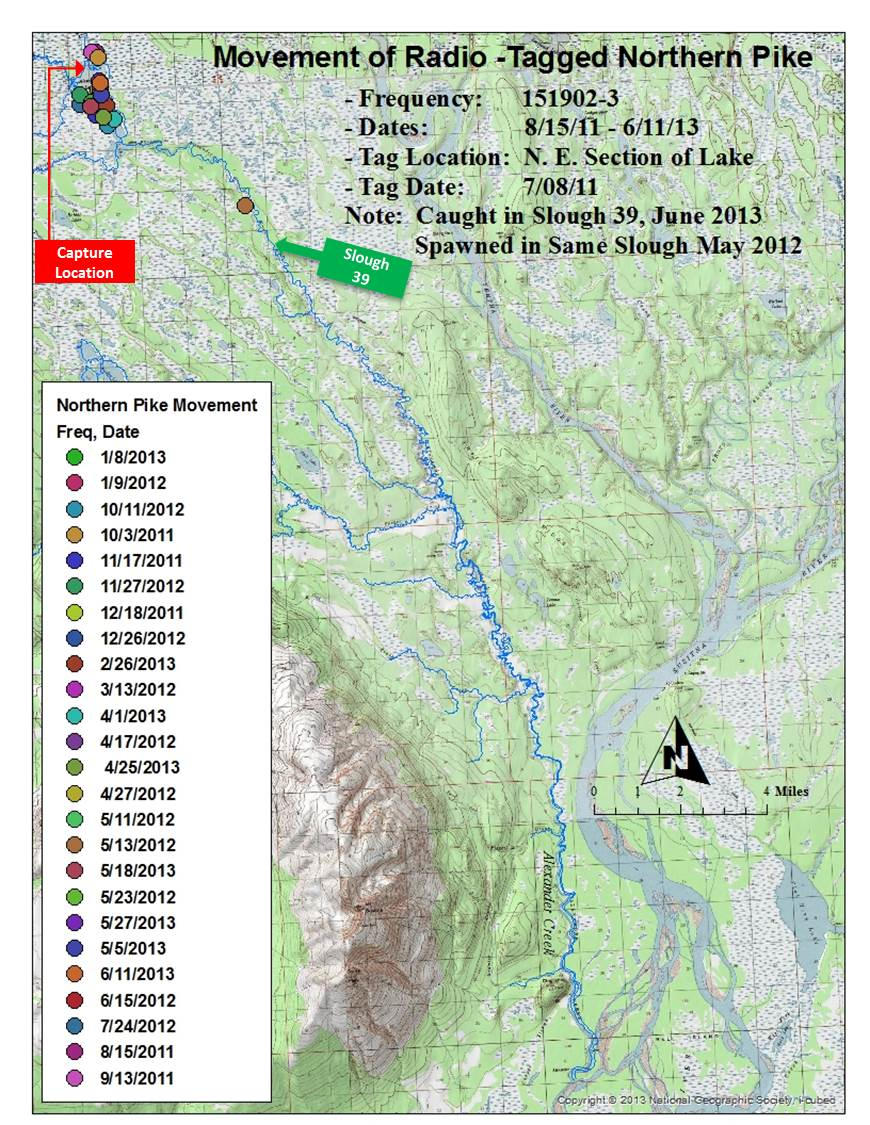 Movement of Radio -Tagged Northern Pike
- Frequency: 151902-3
- Dates: 8/15/11 - 6/11/13
- Tag Location: N. E. Section of Lake
- Tag Date: 7/08/11
Note: Caught in Slough 39, June 2013
Spawned in Same Slough May 2012
Capture
Location
Slough
39
Northern Pike Movement
Freq, Date
1/8/2013
1/9/2012
10/11/2012
10/3/2011
11/17/2011
11/27/2012
12/18/2011
12/26/2012
2/26/2013
3/13/2012
4/1/2013
4/17/2012
4/25/2013
4/27/2012
5/11/2012
5/13/2012
5/18/2013
5/23/2012
5/27/2013
5/5/2013
6/11/2013
6/15/2012
7/24/2012
8/15/2011
9/13/2011
RIVER
RIVER
SUSITNA
N
0 1 2 4 Miles
Alexander Creek
Copyright © 2013 National Geographic Society, i-cubed